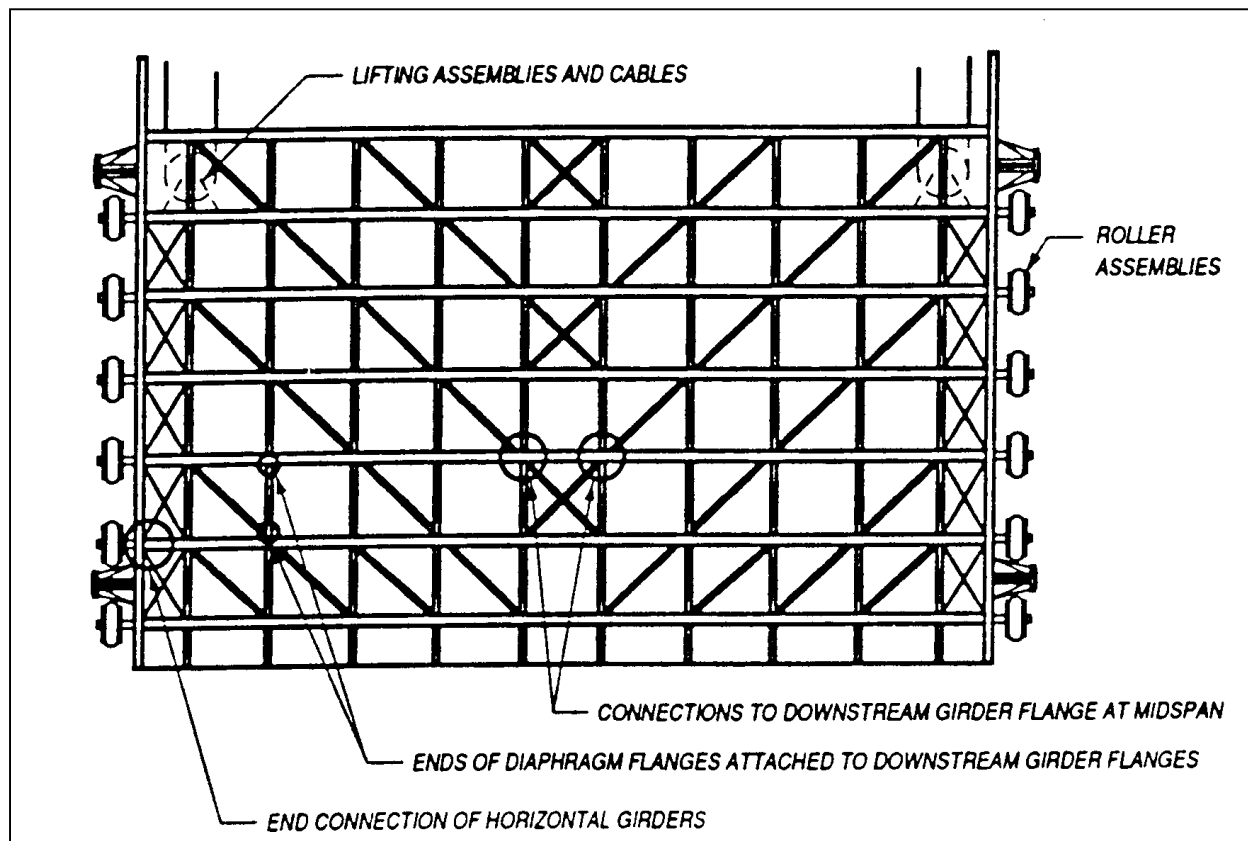 LIFTING ASSEMBLIES AND CABLES
ROLLER
ASSEMBLIES
CONNECTIONS TO DOWNSTREAM GIRDER FLANGE AT MIDSPAN
ENDS OF DIAPHRAGM FLANGES ATTACHED TO DOWNSTREAM GIRDER FLANGES
END CONNECTION OF HORIZONTAL GIRDERS